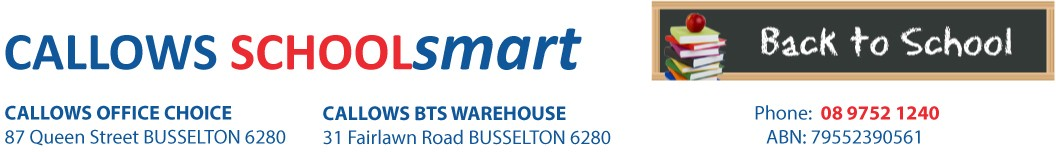 CALLOWS SCHOOLsmart
Back to School
CALLOWS OFFICE CHOICE
87 Queen Street BUSSELTON 6280
CALLOWS BTS WAREHOUSE
31 Fairlawn Road BUSSELTON 6280
Phone: 08 9752 1240
ABN: 79552390561